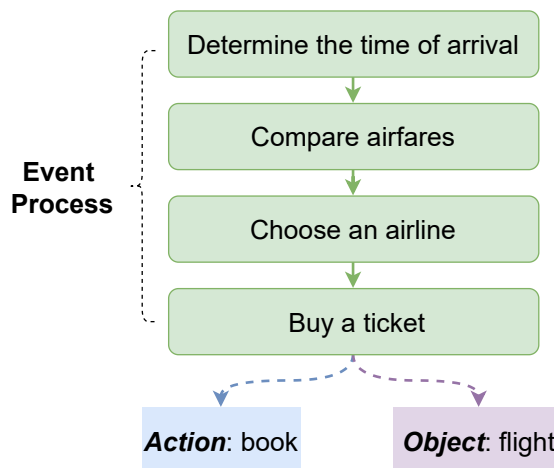 Determine the time of arrival
Compare airfares
Event
Process
Choose an airline
Buy a ticket
Action: book
Object: flight